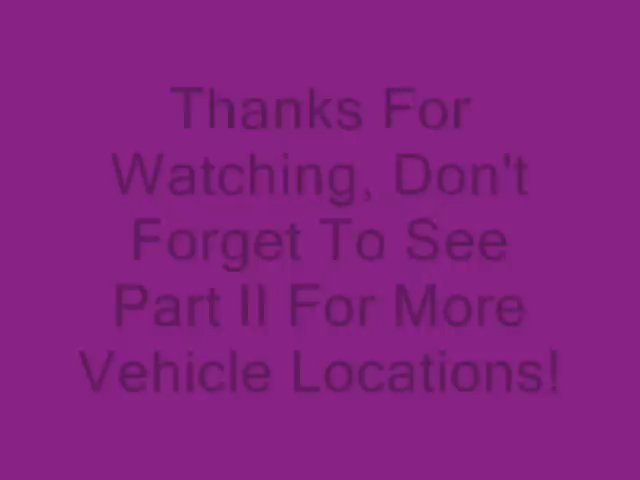 Thanks For
Watching, Don't
Forget To See
Part II For More
Vehicle Locations!